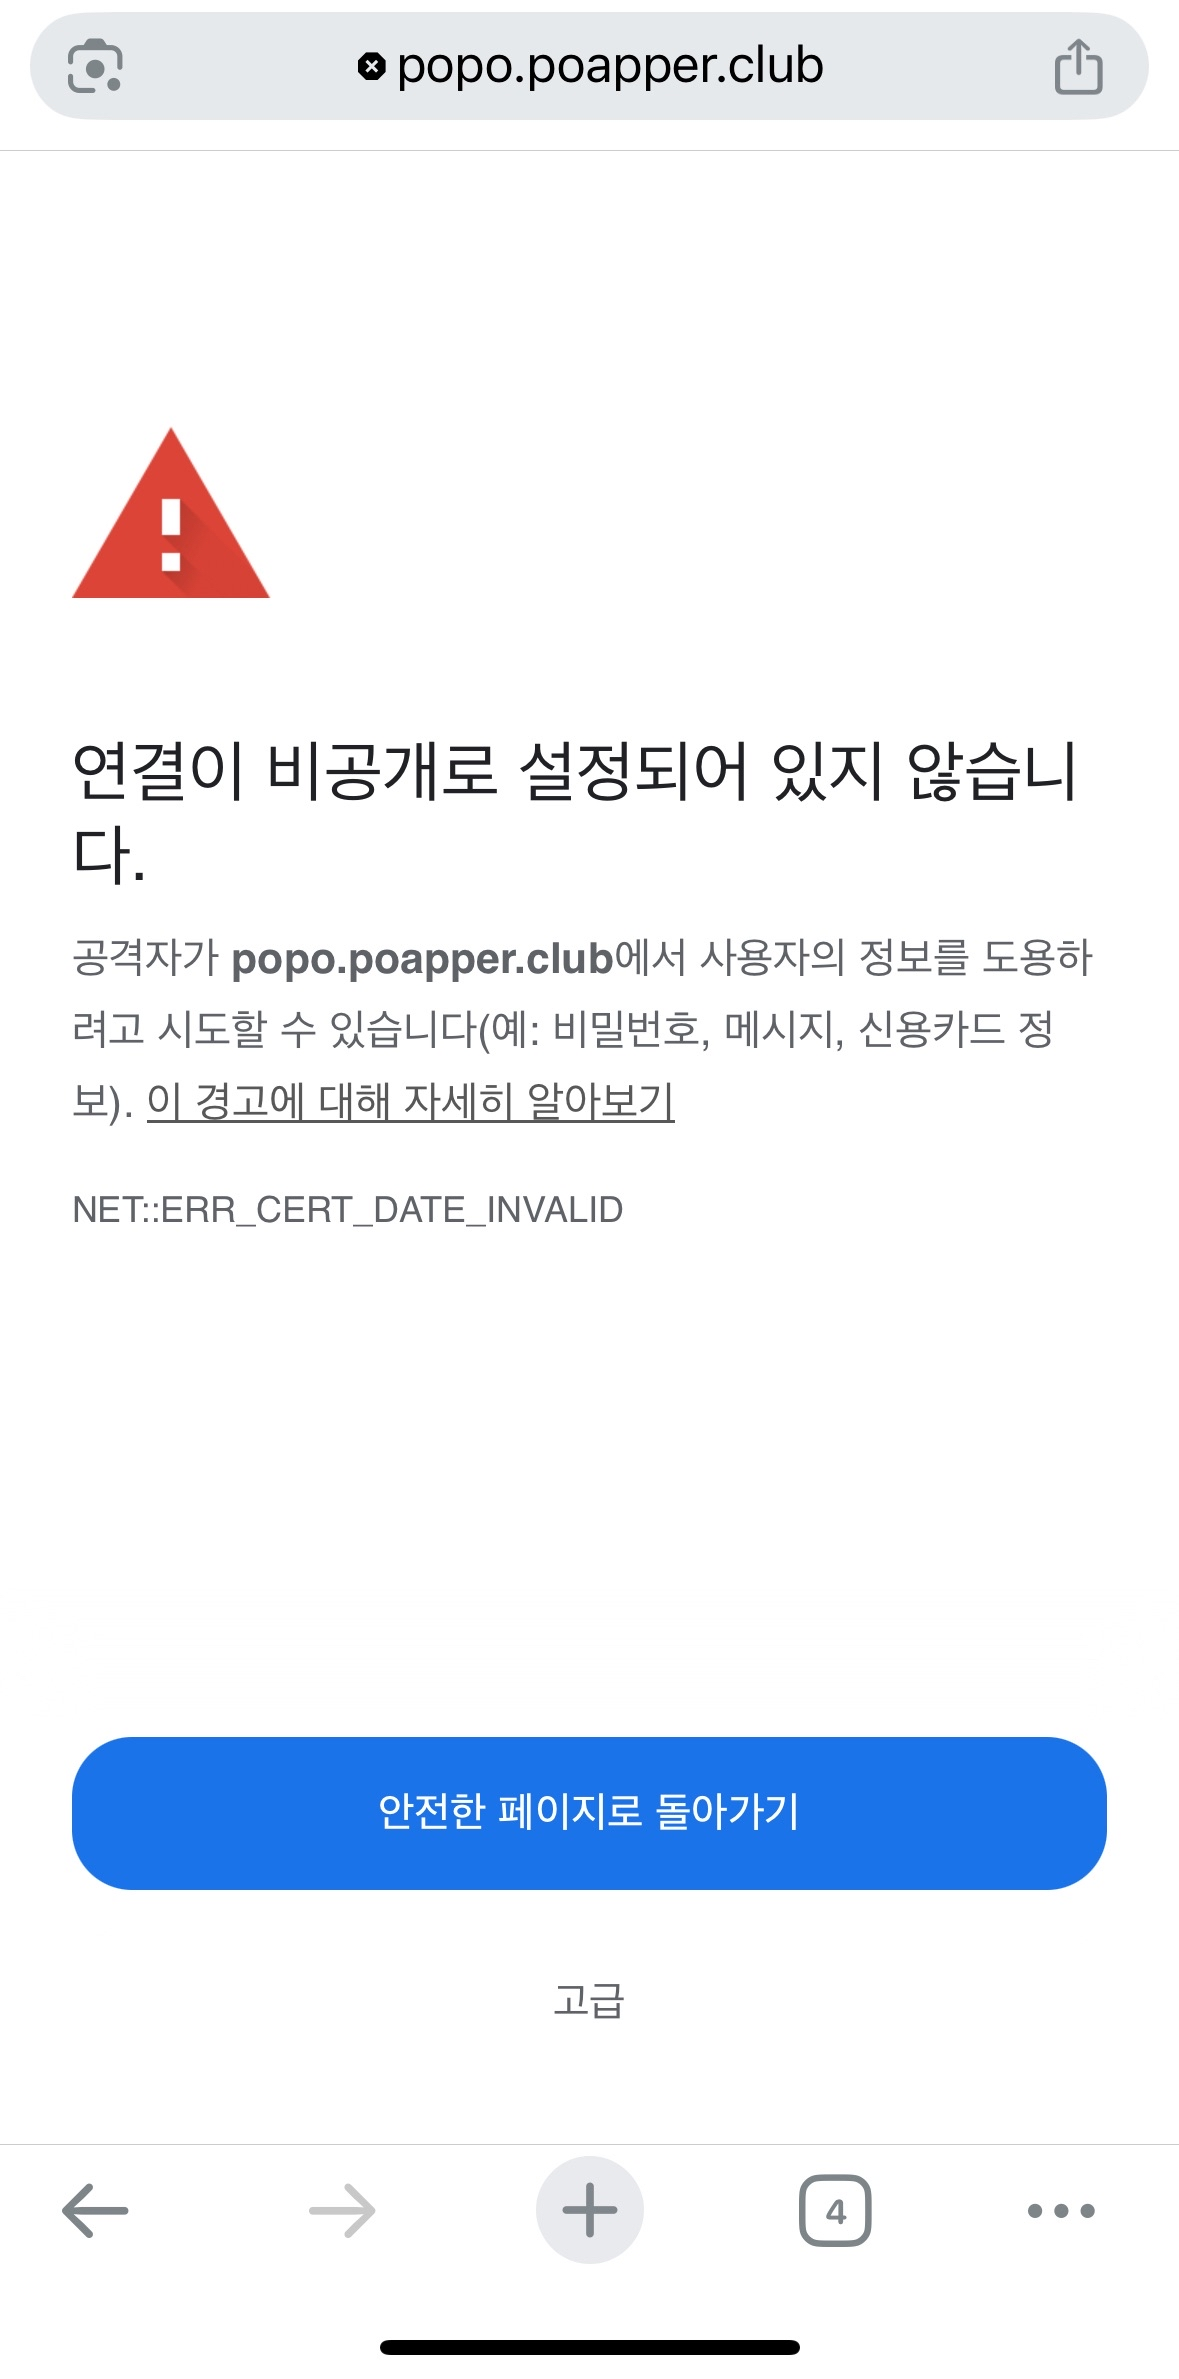 popo.poapper.club
연결이 비공개로 설정되어 있지 않습니
다.
공격자가 popo.poapper.club에서 사용자의 정보를 도용하
려고 시도할 수 있습니다(예: 비밀번호, 메시지, 신용카드 정
보). 이 경고에 대해 자세히 알아보기
NET::ERR_CERT_DATE_INVALID
안전한 페이지로 돌아가기
고급
4